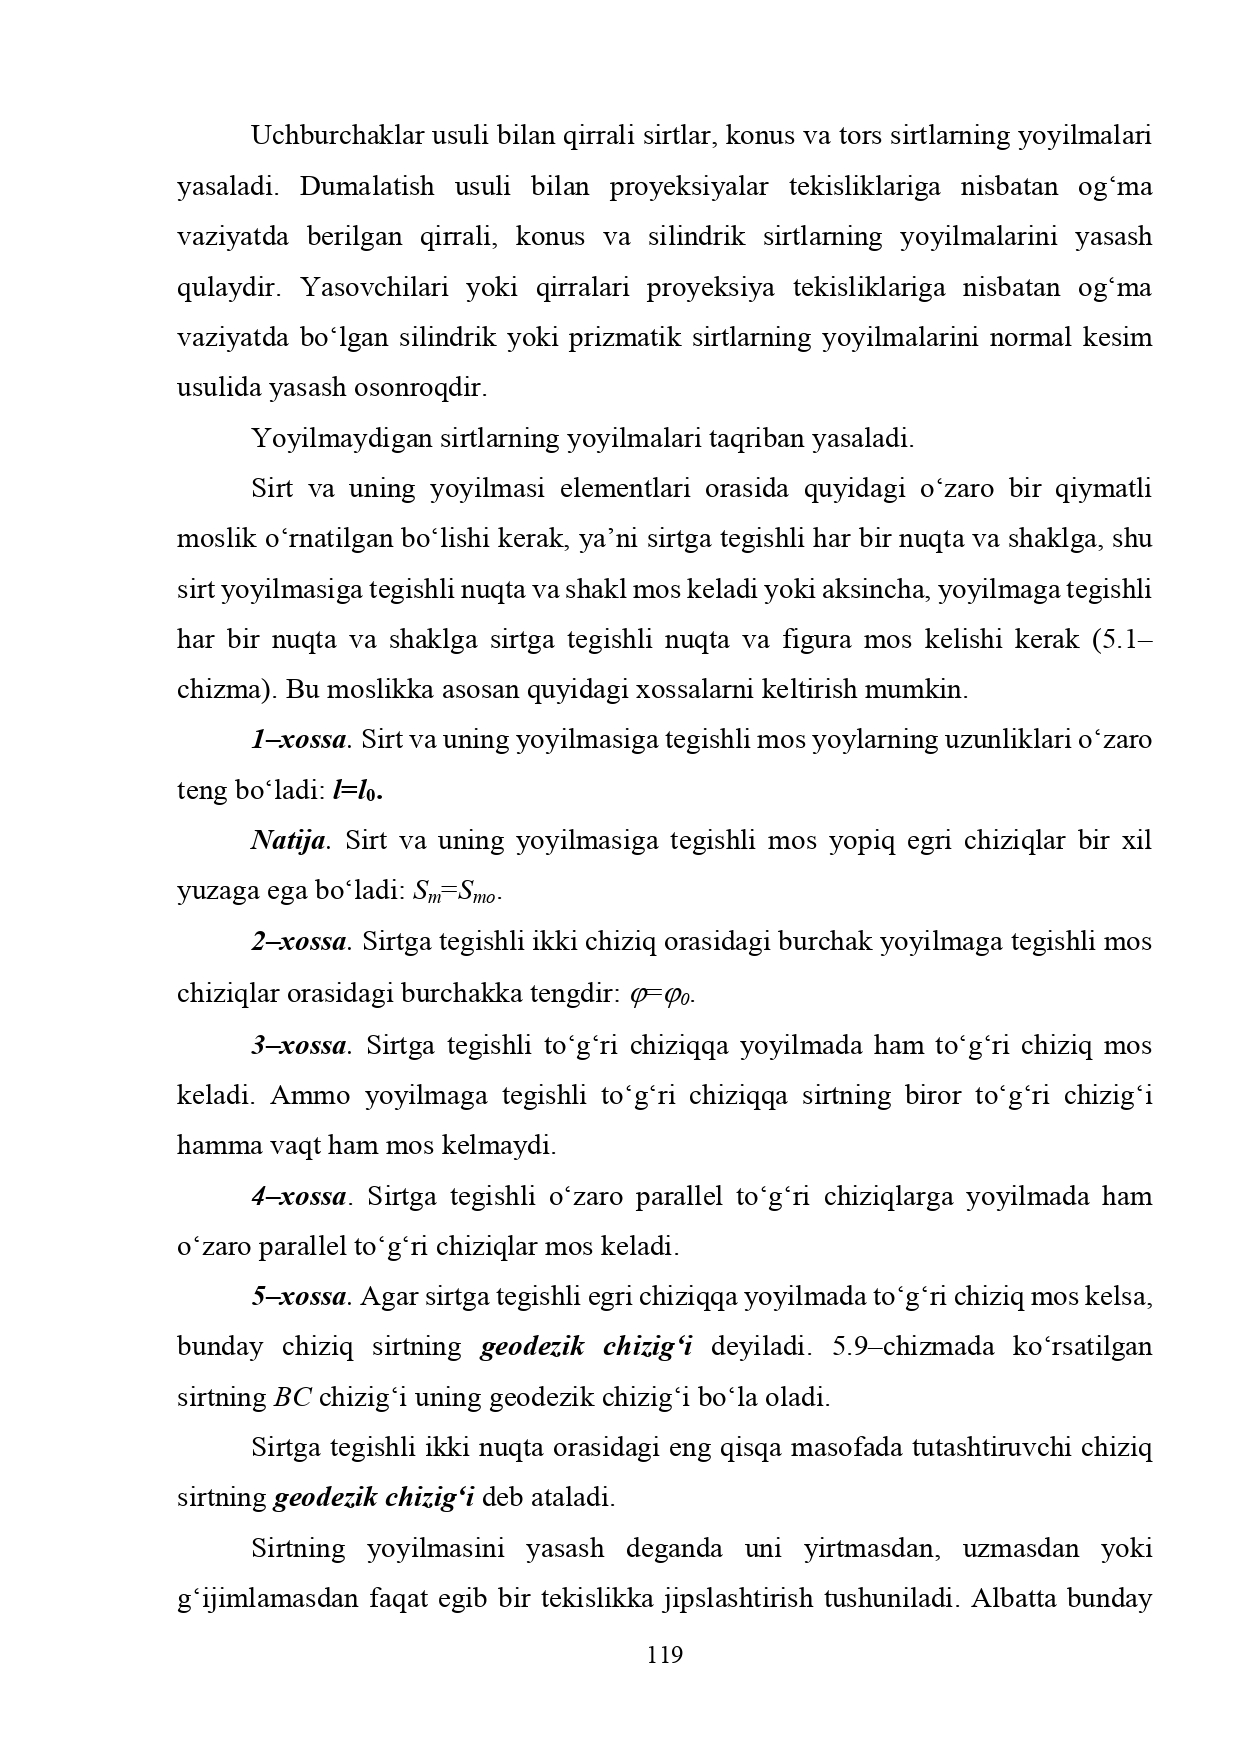 Uchburchaklar usuli bilan qirrali sirtlar, konus va tors sirtlarning yoyilmalari
yasaladi. Dumalatish usuli bilan proyeksiyalar tekisliklariga nisbatan og‘ma
vaziyatda berilgan qirrali, konus va silindrik sirtlarning yoyilmalarini yasash
qulaydir. Yasovchilari yoki qirralari proyeksiya tekisliklariga nisbatan og‘ma
vaziyatda bo‘lgan silindrik yoki prizmatik sirtlarning yoyilmalarini normal kesim
usulida yasash osonroqdir.
Yoyilmaydigan sirtlarning yoyilmalari taqriban yasaladi.
Sirt va uning yoyilmasi elementlari orasida quyidagi o‘zaro bir qiymatli
moslik o‘rnatilgan bo‘lishi kerak, ya’ni sirtga tegishli har bir nuqta va shaklga, shu
sirt yoyilmasiga tegishli nuqta va shakl mos keladi yoki aksincha, yoyilmaga tegishli
har bir nuqta va shaklga sirtga tegishli nuqta va figura mos kelishi kerak (5.1–
chizma). Bu moslikka asosan quyidagi xossalarni keltirish mumkin.
1–xossa. Sirt va uning yoyilmasiga tegishli mos yoylarning uzunliklari o‘zaro
teng bo‘ladi: l=l₀.
Natija. Sirt va uning yoyilmasiga tegishli mos yopiq egri chiziqlar bir xil
yuzaga ega bo‘ladi: Sm=Smo.
2–xossa. Sirtga tegishli ikki chiziq orasidagi burchak yoyilmaga tegishli mos
chiziqlar orasidagi burchakka tengdir: φ=φ₀.
3–xossa. Sirtga tegishli to‘g‘ri chiziqqa yoyilmada ham to‘g‘ri chiziq mos
keladi. Ammo yoyilmaga tegishli to‘g‘ri chiziqqa sirtning biror to‘g‘ri chizig‘i
hamma vaqt ham mos kelmaydi.
4–xossa. Sirtga tegishli o‘zaro parallel to‘g‘ri chiziqlarga yoyilmada ham
o‘zaro parallel to‘g‘ri chiziqlar mos keladi.
5–xossa. Agar sirtga tegishli egri chiziqqa yoyilmada to‘g‘ri chiziq mos kelsa,
bunday chiziq sirtning geodezik chizig‘i deyiladi. 5.9–chizmada ko‘rsatilgan
sirtning BC chizig‘i uning geodezik chizig‘i bo‘la oladi.
Sirtga tegishli ikki nuqta orasidagi eng qisqa masofada tutashtiruvchi chiziq
sirtning geodezik chizig‘i deb ataladi.
Sirtning yoyilmasini yasash deganda uni yirtmasdan, uzmasdan yoki
g‘ijimlamasdan faqat egib bir tekislikka jipslashtirish tushuniladi. Albatta bunday
119